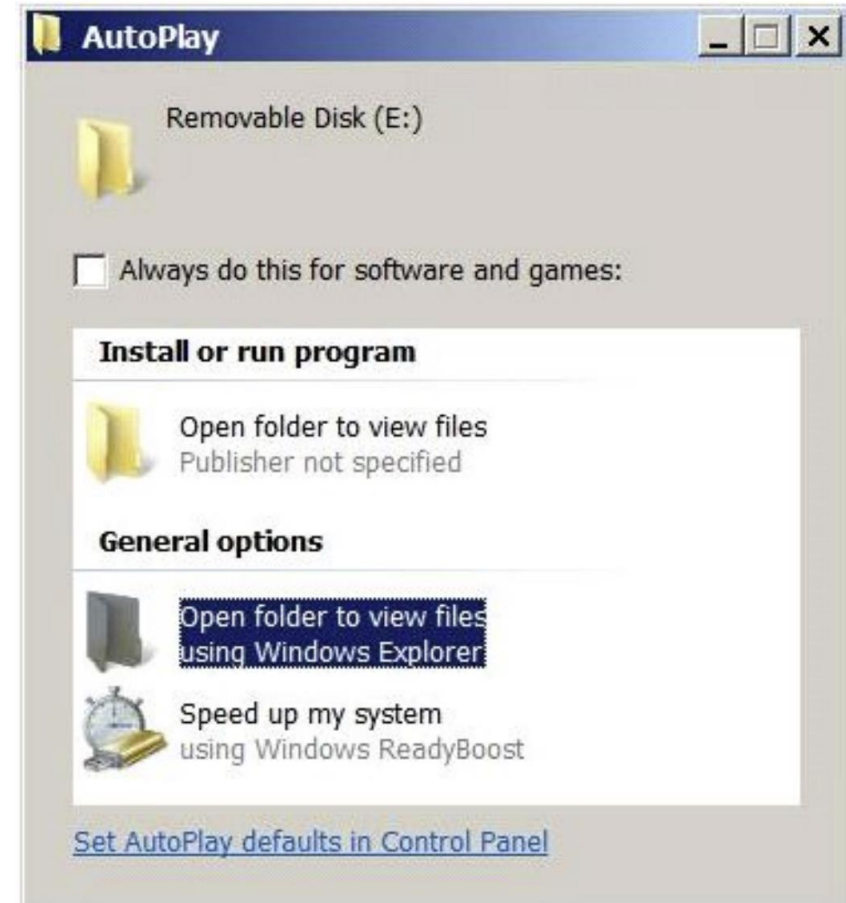 AutoPlay
Removable Disk (E:)
Always do this for software and games:
Install or run program
Open folder to view files
Publisher not specified
General options
Open folder to view files
using Windows Explorer
Speed up my system
using Windows ReadyBoost
Set AutoPlay defaults in Control Panel